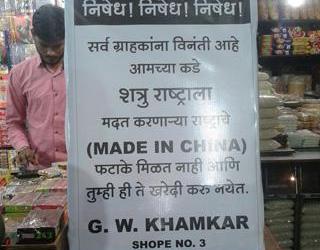 निषेध! निषेध! निषेध!
सर्व ग्राहकांना विनंती आहे
आमच्या कडे
शत्रु राष्ट्राला
मदत करणाऱ्या राष्ट्राचे
(MADE IN CHINA)
फटाके मिळत नाही आणि
तुम्ही ही ते खरेदी करु नयेत.
G. W. KHAMKAR
SHOPE NO. 3